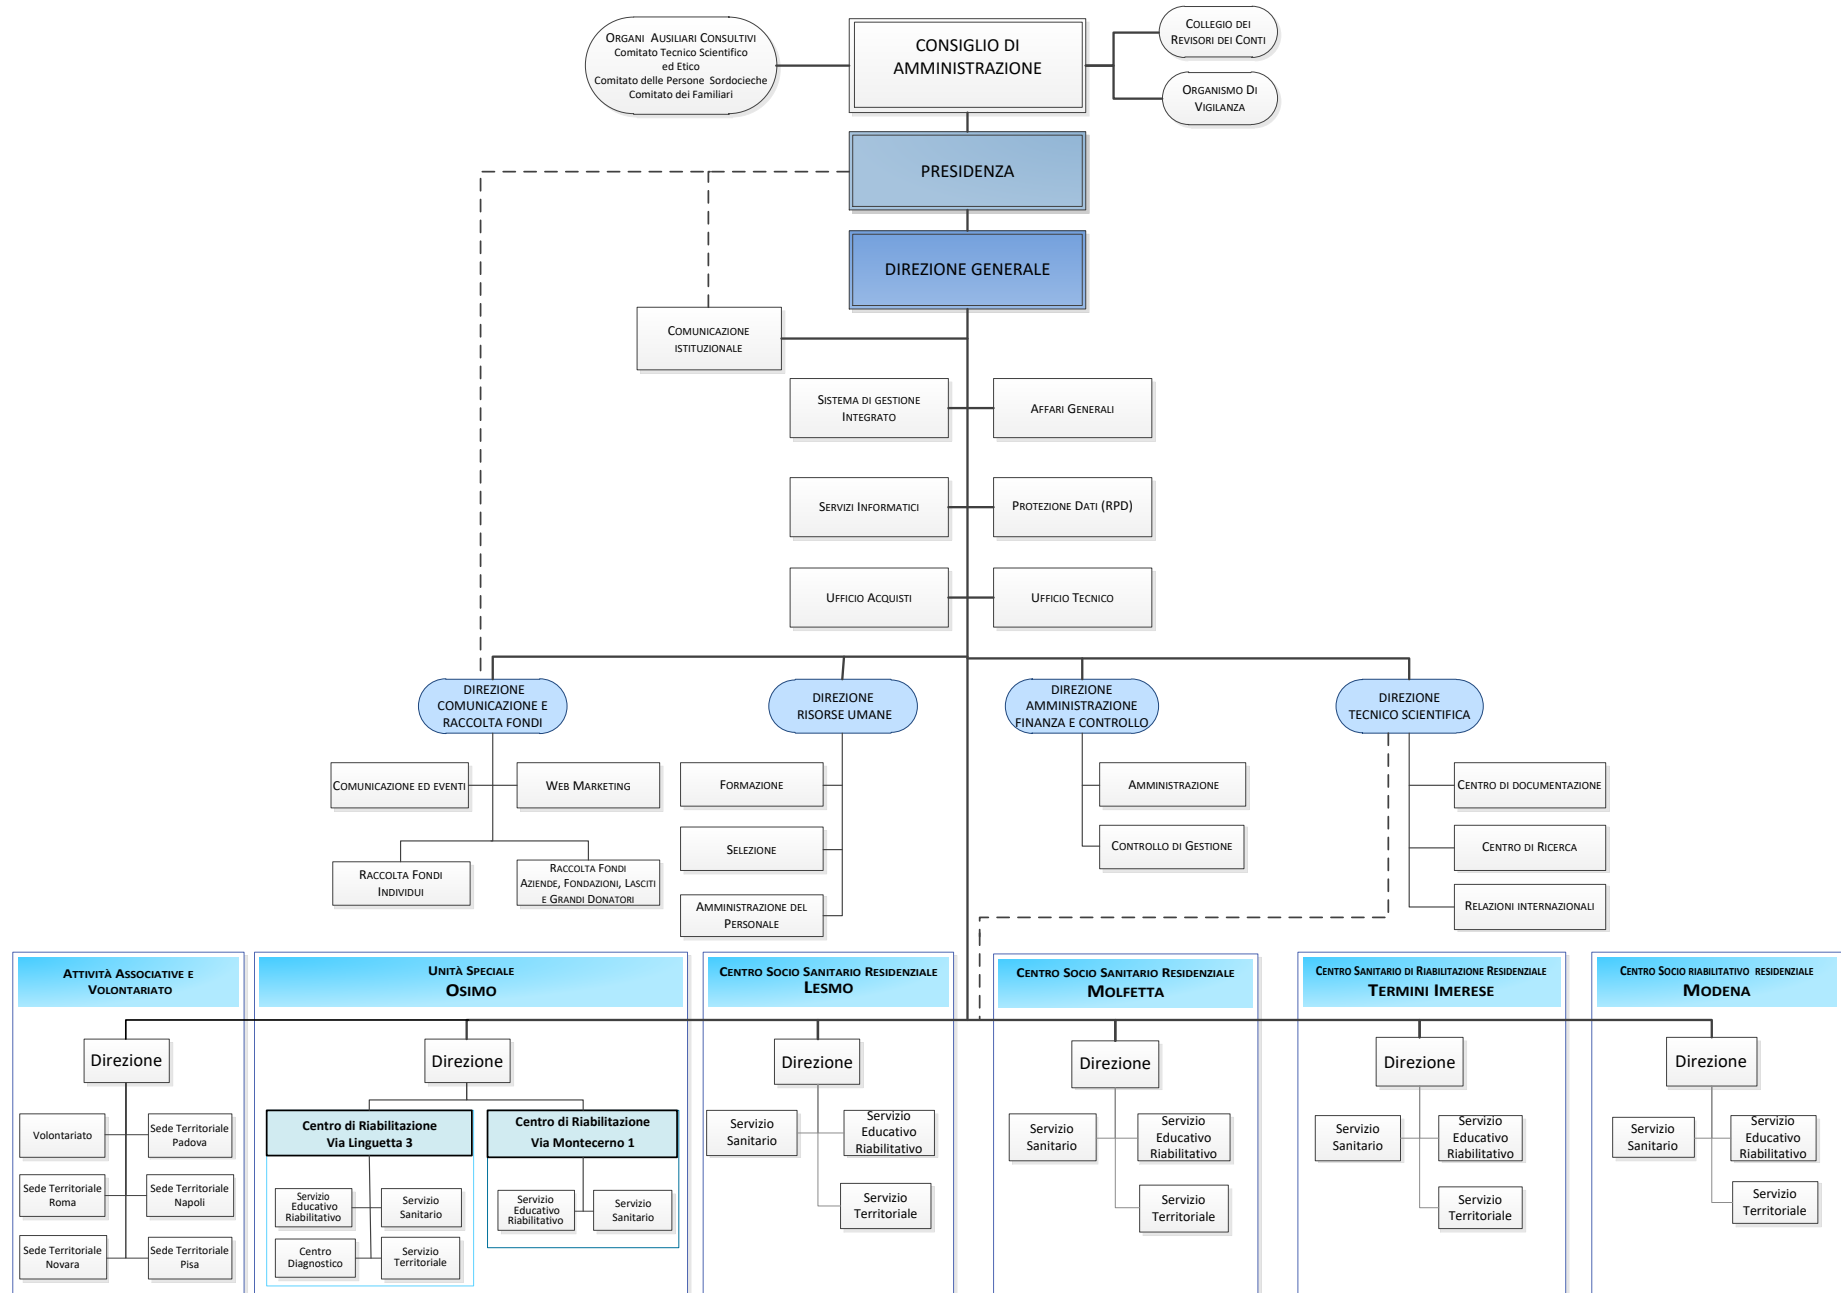 ORGANI AUSILIARI CONSULTIVI
Comitato Tecnico Scientifico
ed Etico
Comitato delle Persone Sordocieche
Comitato dei Familiari
CONSIGLIO DI
AMMINISTRAZIONE
COLLEGIO DEI
REVISORI DEI CONTI
ORGANISMO DI
VIGILANZA
PRESIDENZA
DIREZIONE GENERALE
COMUNICAZIONE
ISTITUZIONALE
SISTEMA DI GESTIONE
INTEGRATO
AFFARI GENERALI
SERVIZI INFORMATICI
PROTEZIONE DATI (RPD)
UFFICIO ACQUISTI
UFFICIO TECNICO
DIREZIONE
COMUNICAZIONE E
RACCOLTA FONDI
DIREZIONE
RISORSE UMANE
DIREZIONE
AMMINISTRAZIONE
FINANZA E CONTROLLO
DIREZIONE
TECNICO SCIENTIFICA
COMUNICAZIONE ED EVENTI
WEB MARKETING
RACCOLTA FONDI
INDIVIDUI
RACCOLTA FONDI
AZIENDE, FONDAZIONI, LASCITI
E GRANDI DONATORI
FORMAZIONE
SELEZIONE
AMMINISTRAZIONE DEL
PERSONALE
AMMINISTRAZIONE
CONTROLLO DI GESTIONE
CENTRO DI DOCUMENTAZIONE
CENTRO DI RICERCA
RELAZIONI INTERNAZIONALI
ATTIVITÀ ASSOCIATIVE E
VOLONTARIATO
Direzione
Volontariato
Sede Territoriale
Padova
Sede Territoriale
Roma
Sede Territoriale
Napoli
Sede Territoriale
Novara
Sede Territoriale
Pisa
UNITÀ SPECIALE
OSIMO
Direzione
Centro di Riabilitazione
Via Linguetta 3
Servizio
Educativo
Riabilitativo
Servizio
Sanitario
Centro
Diagnostico
Servizio
Territoriale
Centro di Riabilitazione
Via Montecerno 1
Servizio
Educativo
Riabilitativo
Servizio
Sanitario
CENTRO SOCIO SANITARIO RESIDENZIALE
LESMO
Direzione
Servizio
Sanitario
Servizio
Educativo
Riabilitativo
Servizio
Territoriale
CENTRO SOCIO SANITARIO RESIDENZIALE
MOLFETTA
Direzione
Servizio
Sanitario
Servizio
Educativo
Riabilitativo
Servizio
Territoriale
CENTRO SANITARIO DI RIABILITAZIONE RESIDENZIALE
TERMINI IMERESE
Direzione
Servizio
Sanitario
Servizio
Educativo
Riabilitativo
Servizio
Territoriale
CENTRO SOCIO RIABILITATIVO RESIDENZIALE
MODENA
Direzione
Servizio
Sanitario
Servizio
Educativo
Riabilitativo
Servizio
Territoriale